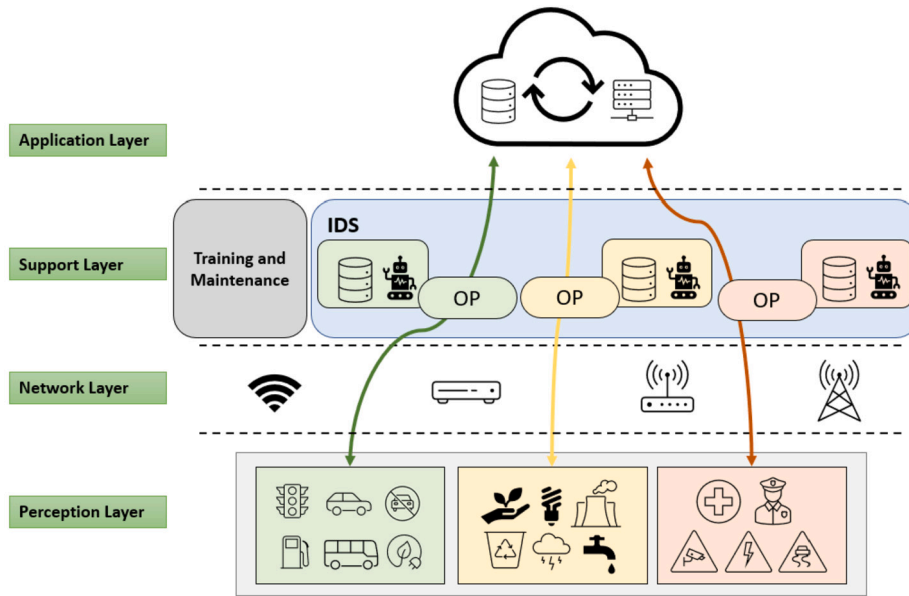 Application Layer
IDS
Training and
Maintenance
Support Layer
OP
OP
OP
Network Layer
Perception Layer